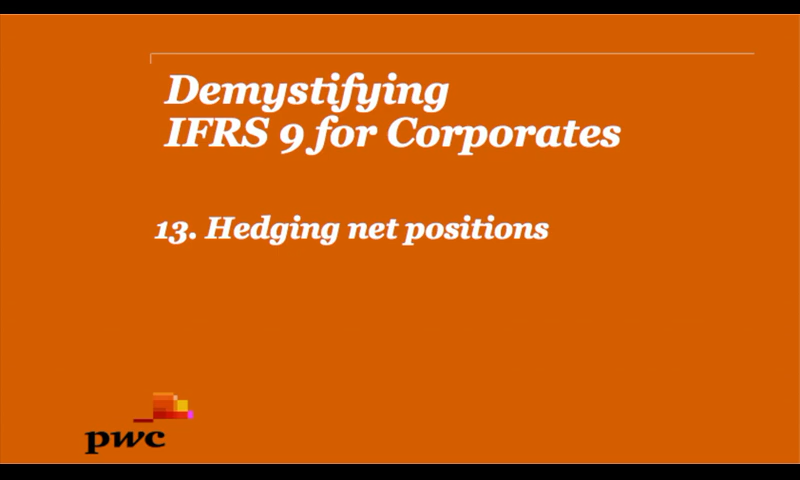 Demystifying
IFRS 9 for Corporates
13. Hedging net positions
pwc